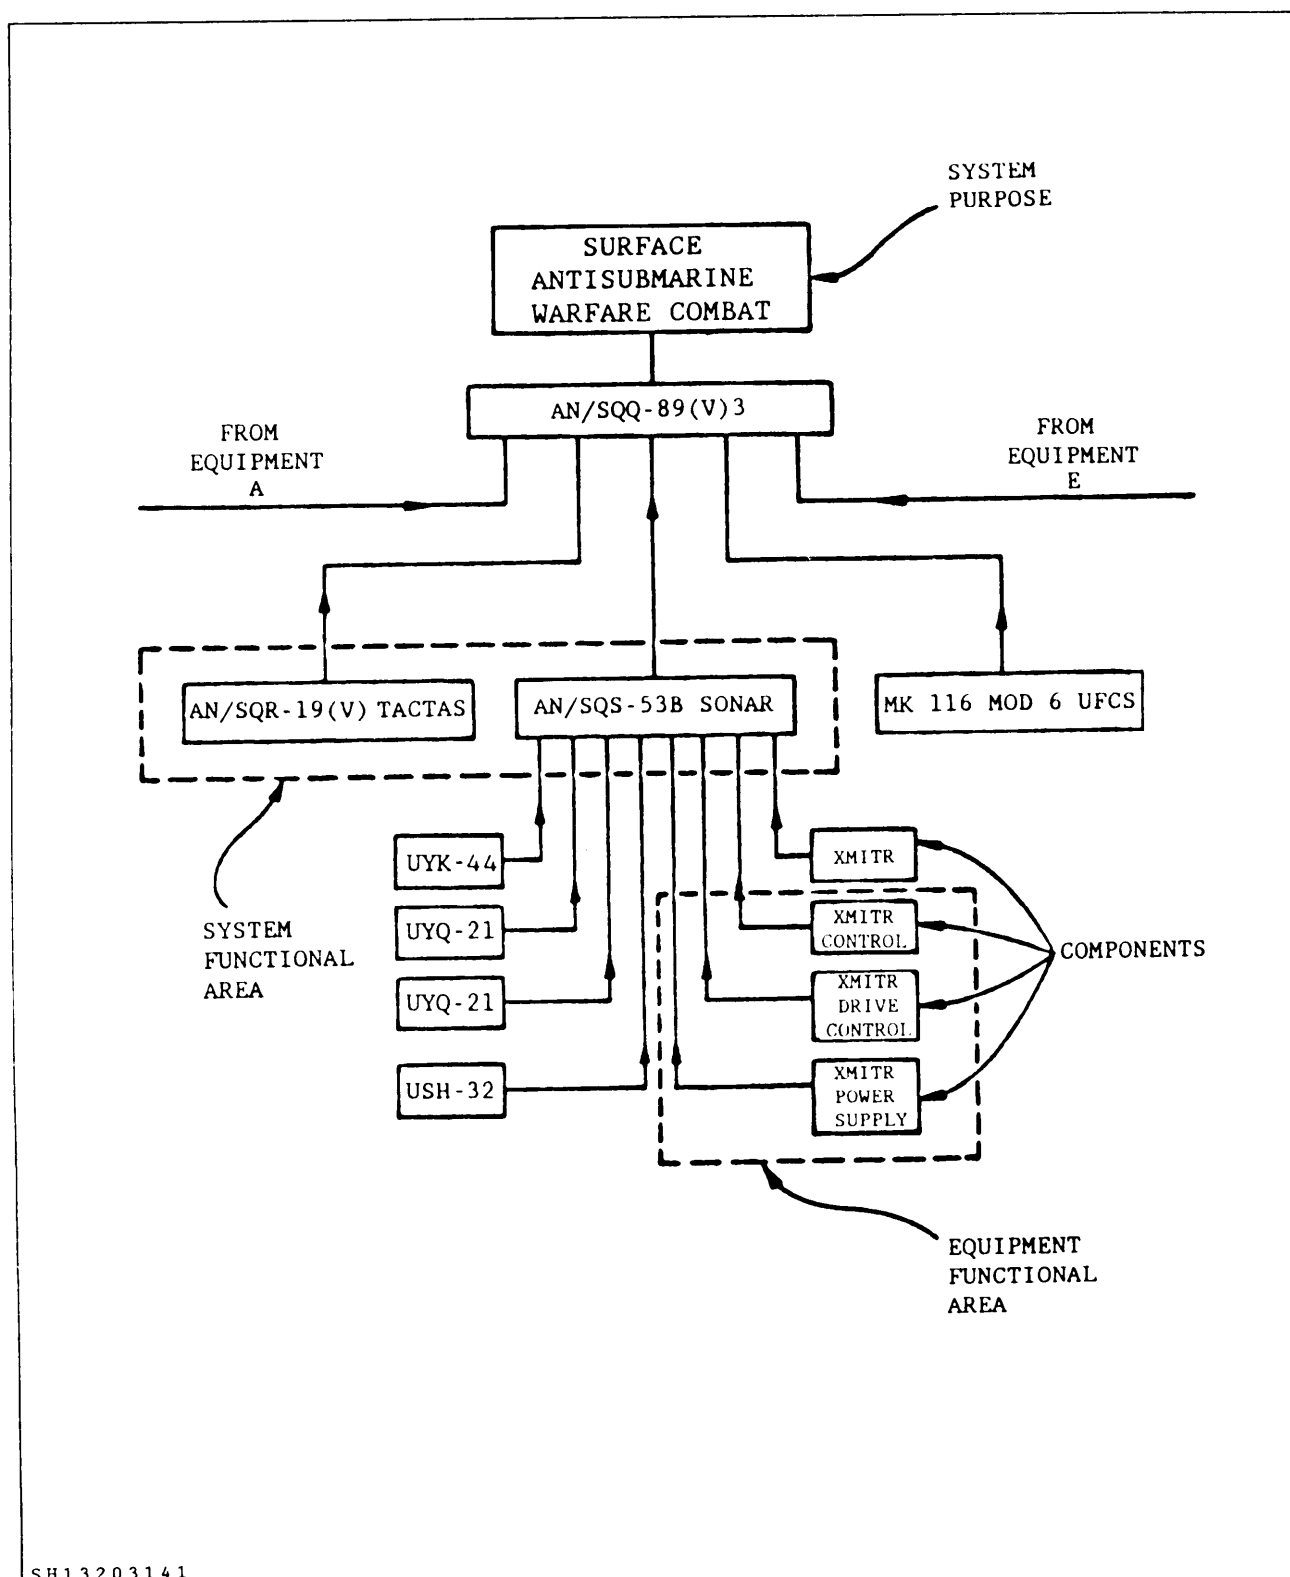 SYSTEM
PURPOSE
SURFACE
ANTISUBMARINE
WARFARE COMBAT
AN/SQQ-89(V)3
FROM
EQUIPMENT
A
FROM
EQUIPMENT
E
AN/SQR-19(V) TACTAS
AN/SQS-53B SONAR
MK 116 MOD 6 UFCS
UYK-44
UYQ-21
UYQ-21
USH-32
XMITR
XMITR
CONTROL
XMITR
DRIVE
CONTROL
XMITR
POWER
SUPPLY
COMPONENTS
SYSTEM
FUNCTIONAL
AREA
EQUIPMENT
FUNCTIONAL
AREA
SH13203141